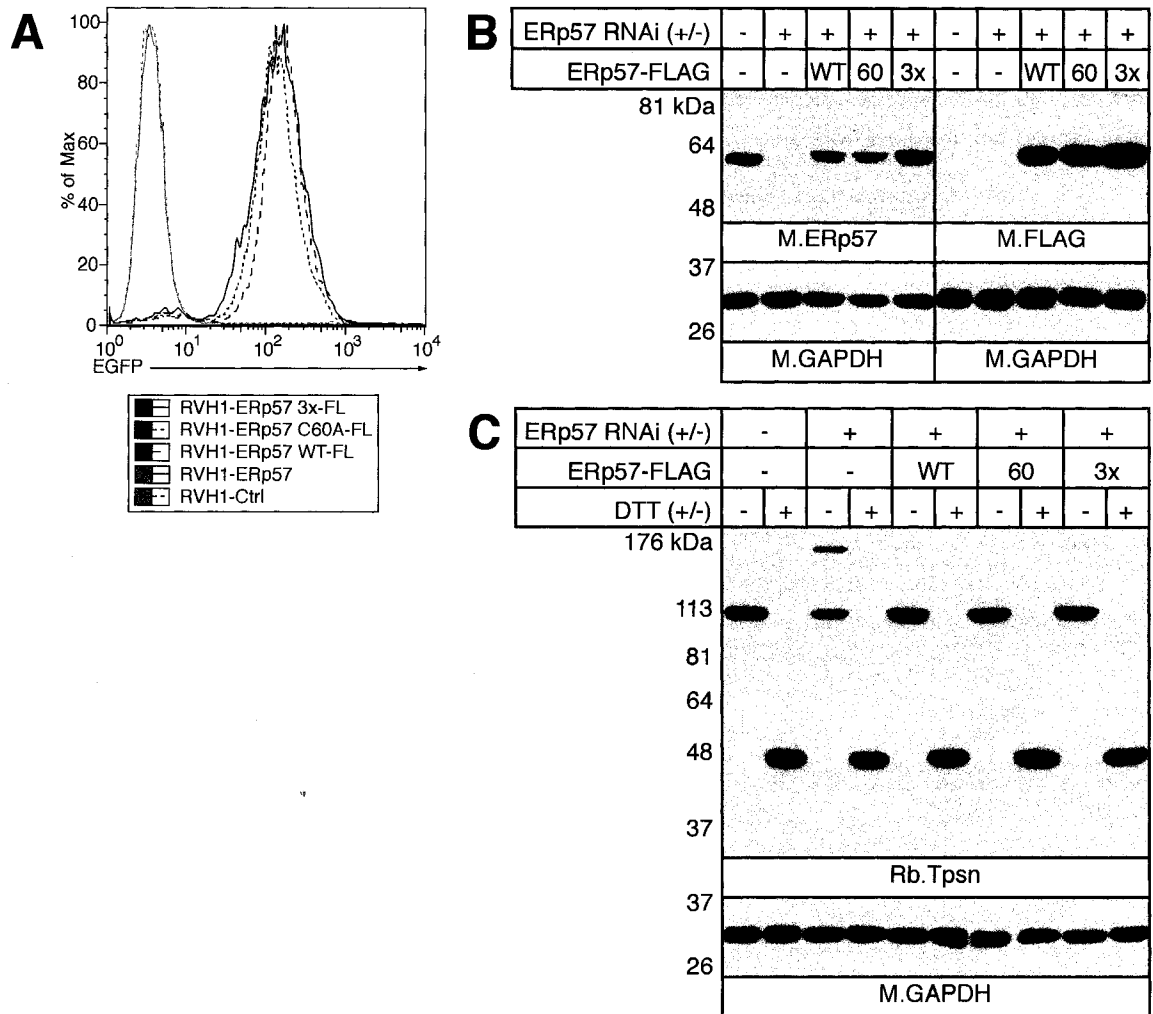 A
% of Max
100
80
60
40
20
0
10^0 10^1 10^2 10^3 10^4
EGFP
RVH1-ERp57 3x-FL
RVH1-ERp57 C60A-FL
RVH1-ERp57 WT-FL
RVH1-ERp57
RVH1-Ctrl
B
ERp57 RNAi (+/-) - + + + + - + + + +
ERp57-FLAG - - WT 60 3x - - WT 60 3x
81 kDa
64
48
M.ERp57 M.FLAG
37
26
M.GAPDH M.GAPDH
C
ERp57 RNAi (+/-) - + + + +
ERp57-FLAG - - WT 60 3x
DTT (+/-) - + - + - + - + - +
176 kDa
113
81
64
48
37
Rb.Tpsn
37
26
M.GAPDH